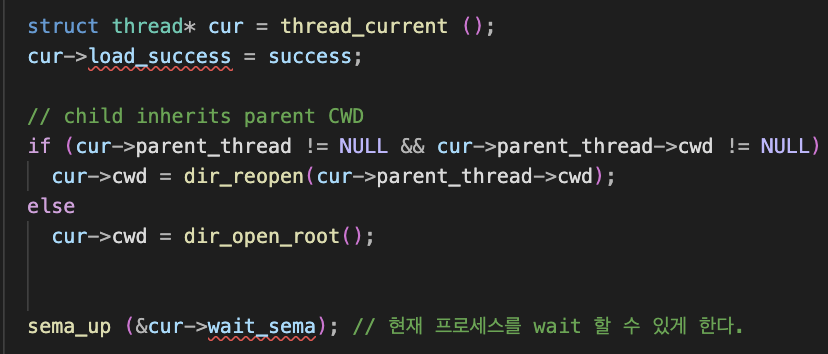 struct thread* cur = thread_current ();
cur->load_success = success;
// child inherits parent CWD
if (cur->parent_thread != NULL && cur->parent_thread->cwd != NULL)
cur->cwd = dir_reopen(cur->parent_thread->cwd);
else
cur->cwd = dir_open_root();
sema_up (&cur->wait_sema); // 현재 프로세스를 wait 할 수 있게 한다.